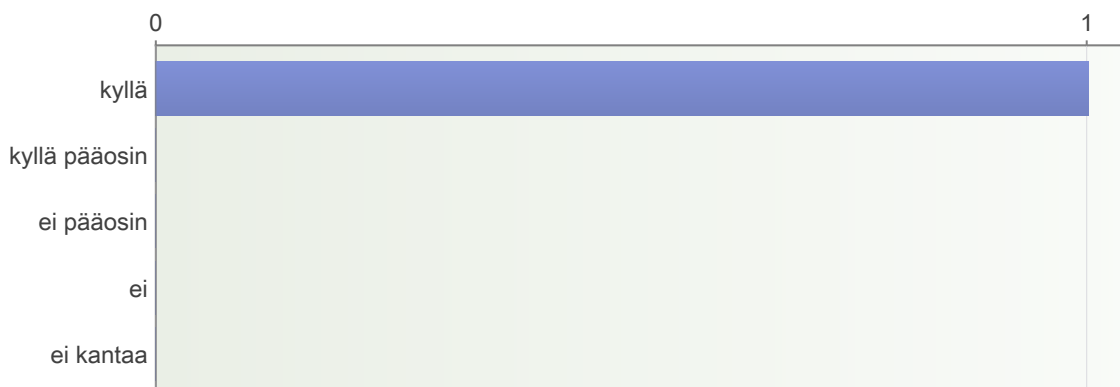 0 1
kyllä
kyllä pääosin
ei pääosin
ei
ei kantaa